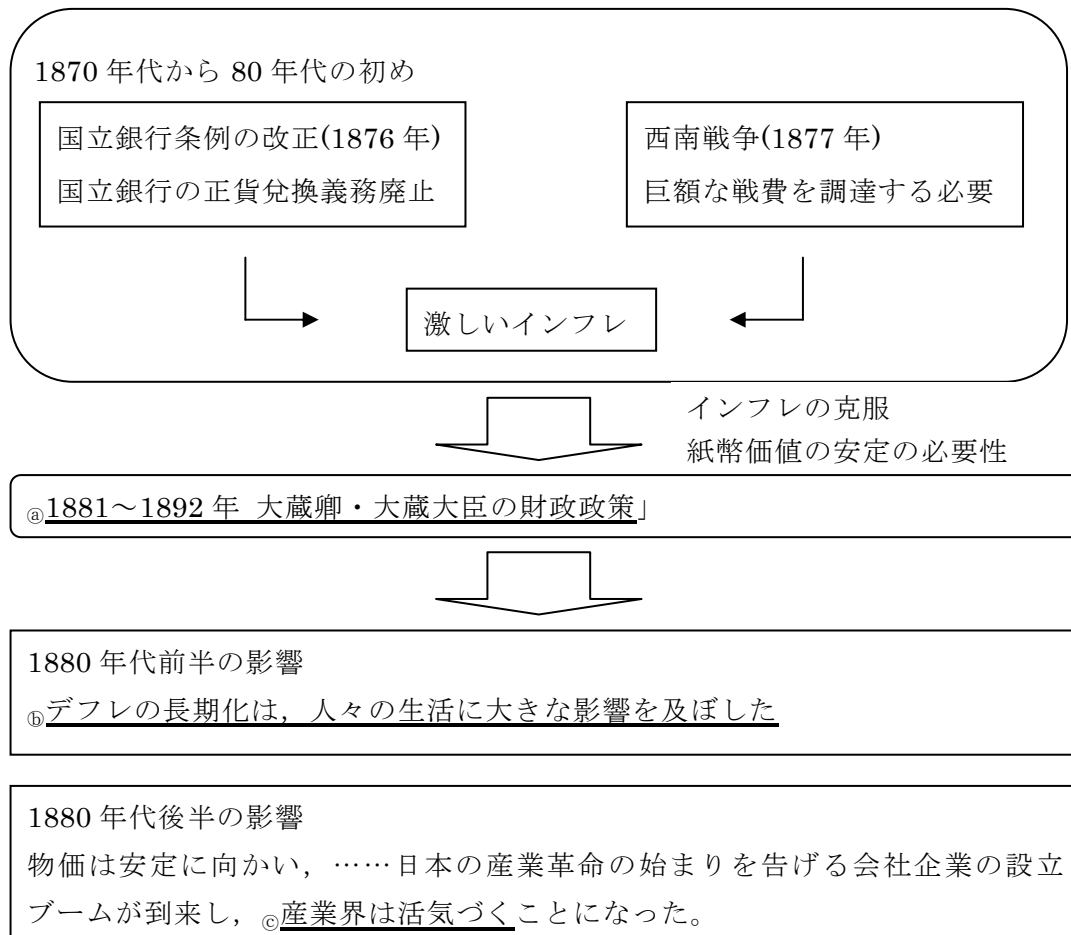 1870 年代から 80 年代の初め
国立銀行条例の改正(1876 年)
国立銀行の正貨兌換義務廃止
西南戦争(1877 年)
巨額な戦費を調達する必要
激しいインフレ
インフレの克服
紙幣価値の安定の必要性
ⓐ1881～1892 年 大蔵卿・大蔵大臣の財政政策」
1880 年代前半の影響
ⓑデフレの長期化は，人々の生活に大きな影響を及ぼした
1880 年代後半の影響
物価は安定に向かい，……日本の産業革命の始まりを告げる会社企業の設立
ブームが到来し，ⓒ産業界は活気づくことになった。